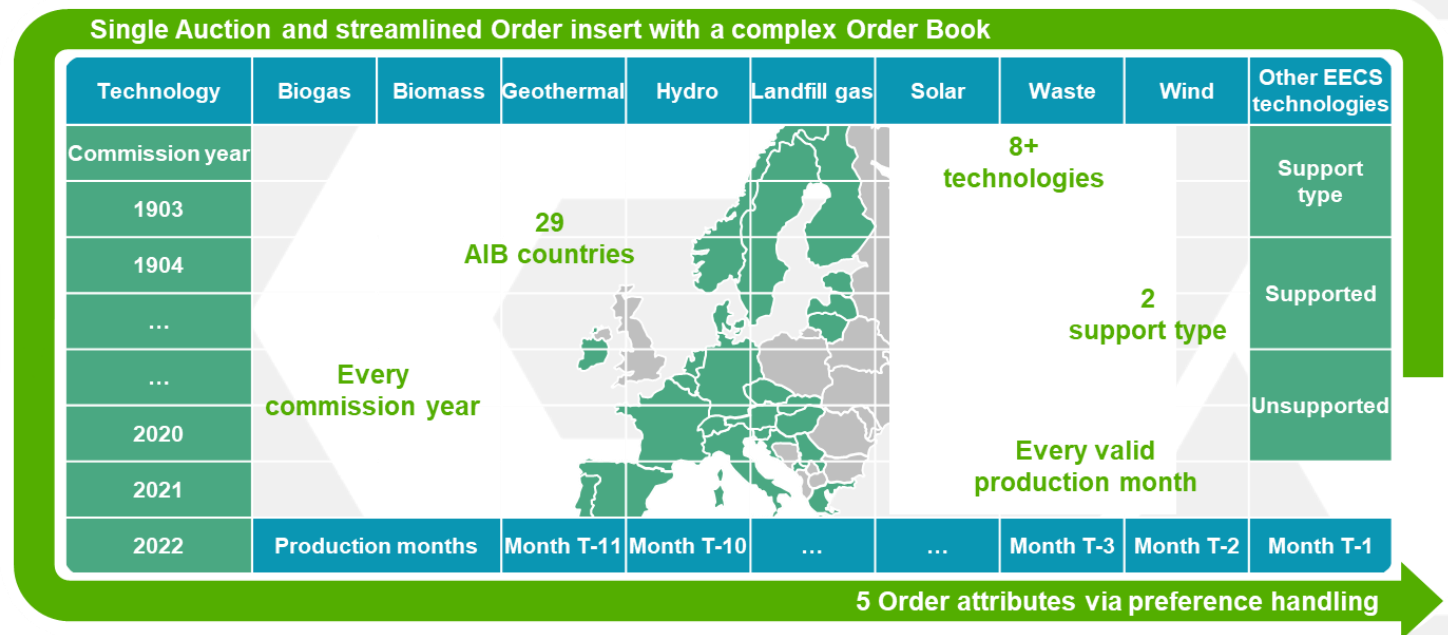 Single Auction and streamlined Order insert with a complex Order Book
Technology
Biogas
Biomass
Geothermal
Hydro
Landfill gas
Solar
Waste
Wind
Other EECS
technologies
Commission year
1903
1904
...
...
2020
2021
2022
29
AIB countries
Every
commission year
8+
technologies
2
support type
Every valid
production month
Support
type
Supported
Unsupported
Production months
Month T-11
Month T-10
...
...
Month T-3
Month T-2
Month T-1
5 Order attributes via preference handling